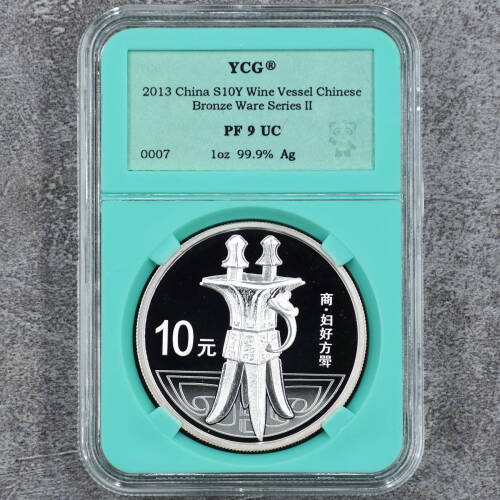 YCG®
2013 China S10Y Wine Vessel Chinese
Bronze Ware Series II
PF 9 UC
0007 1oz 99.9% Ag
商·妇好方斝
10元